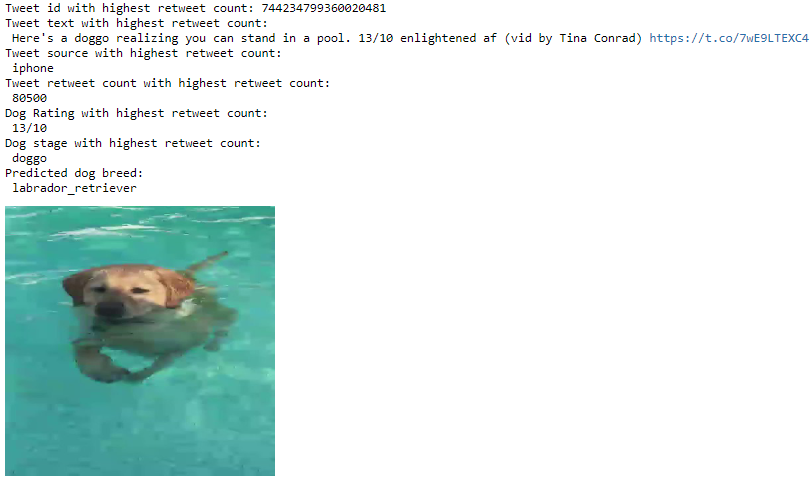 Tweet id with highest retweet count: 744234799360020481
Tweet text with highest retweet count:
Here's a doggo realizing you can stand in a pool. 13/10 enlightened af (vid by Tina Conrad) https://t.co/7wE9LTEXC4
Tweet source with highest retweet count:
iphone
Tweet retweet count with highest retweet count:
80500
Dog Rating with highest retweet count:
13/10
Dog stage with highest retweet count:
doggo
Predicted dog breed:
labrador_retriever